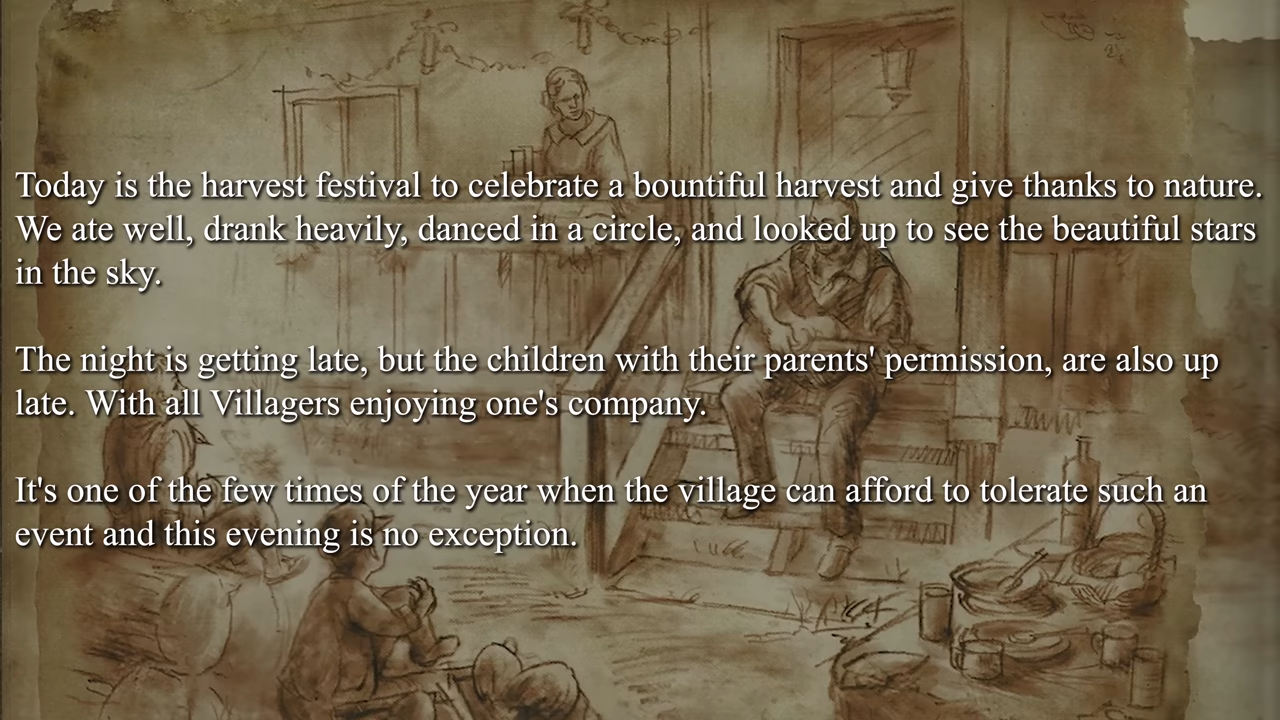 Today is the harvest festival to celebrate a bountiful harvest and give thanks to nature.
We ate well, drank heavily, danced in a circle, and looked up to see the beautiful stars
in the sky.
The night is getting late, but the children with their parents' permission, are also up
late. With all Villagers enjoying one's company.
It's one of the few times of the year when the village can afford to tolerate such an
event and this evening is no exception.